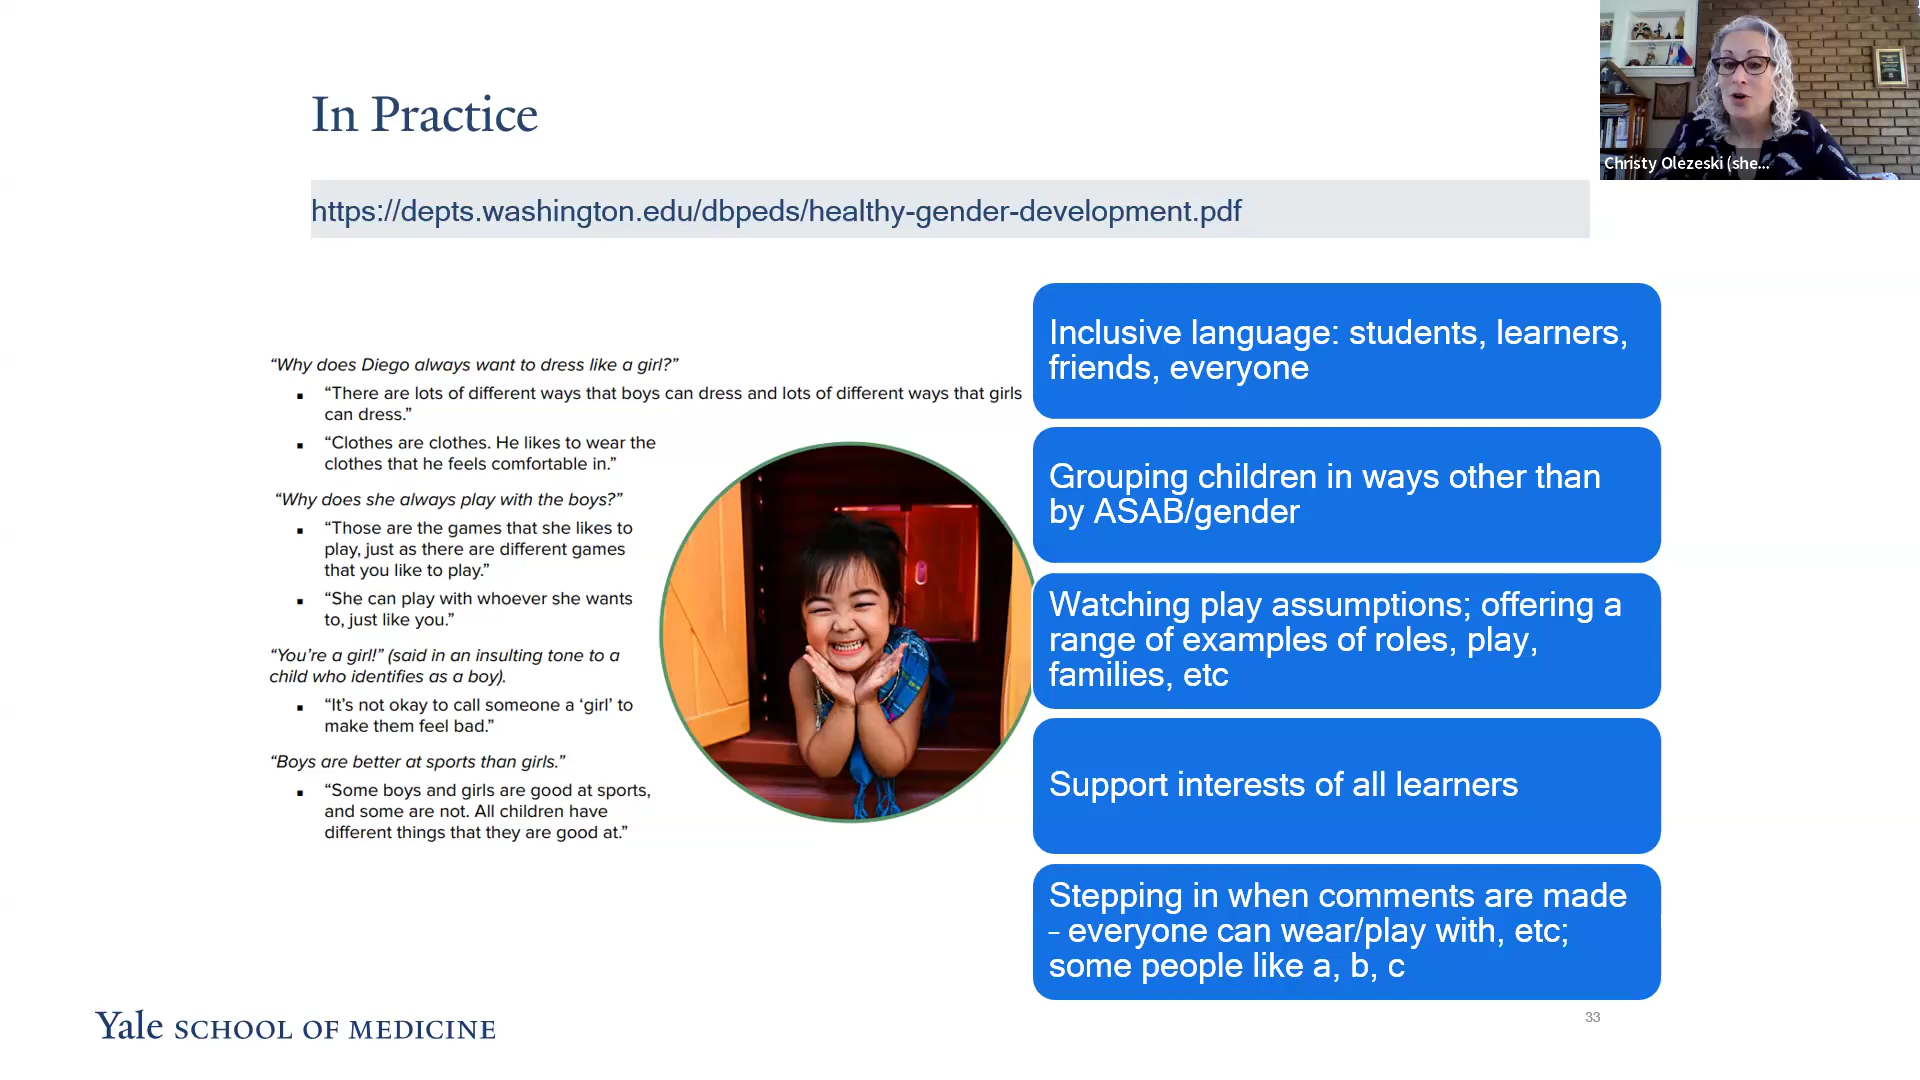 In Practice
https://depts.washington.edu/dbpeds/healthy-gender-development.pdf
“Why does Diego always want to dress like a girl?”
▪ “There are lots of different ways that boys can dress and lots of different ways that girls
can dress.”
▪ “Clothes are clothes. He likes to wear the
clothes that he feels comfortable in.”
“Why does she always play with the boys?”
▪ “Those are the games that she likes to
play, just as there are different games
that you like to play.”
▪ “She can play with whoever she wants
to, just like you.”
“You’re a girl!” (said in an insulting tone to a
child who identifies as a boy).
▪ “It’s not okay to call someone a ‘girl’ to
make them feel bad.”
“Boys are better at sports than girls.”
▪ “Some boys and girls are good at sports,
and some are not. All children have
different things that they are good at.”
Inclusive language: students, learners,
friends, everyone
Grouping children in ways other than
by ASAB/gender
Watching play assumptions; offering a
range of examples of roles, play,
families, etc
Support interests of all learners
Stepping in when comments are made
- everyone can wear/play with, etc;
some people like a, b, c
Christy Olezeski (she...
Yale SCHOOL OF MEDICINE
33